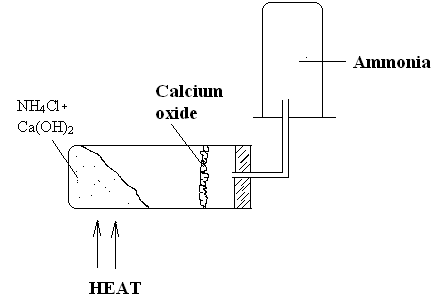 Ammonia
Calcium
oxide
NH4Cl+
Ca(OH)2
HEAT